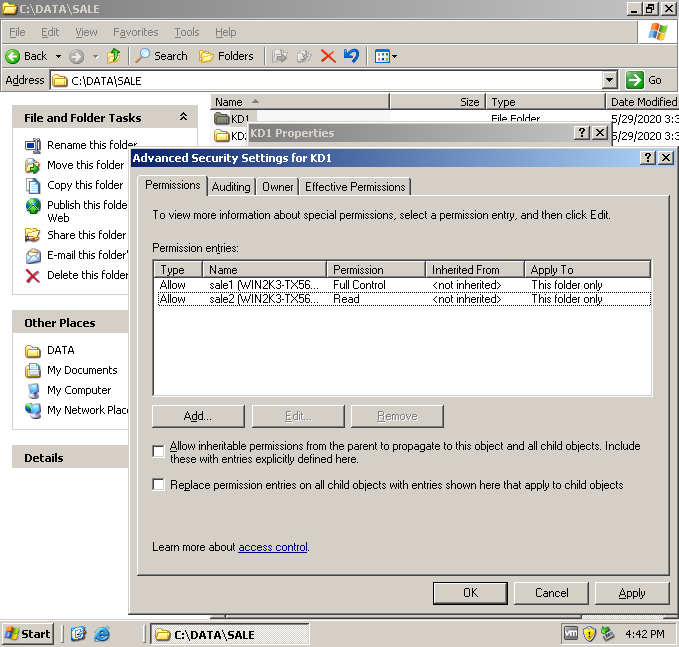 C:\DATA\SALE
File Edit View Favorites Tools Help
Back Search Folders
Address C:\DATA\SALE Go
File and Folder Tasks
Name Size Type Date Modified
Rename this folder
KD1 File Folder 5/29/2020 3:3
Move this folder
KD1 Properties
5/29/2020 3:3
Copy this folder
Publish this folde
Web
Share this folder
E-mail this folder'
Delete this folder
Other Places
DATA
My Documents
My Computer
My Network Plac
Details
Advanced Security Settings for KD1
Permissions Auditing Owner Effective Permissions
To view more information about special permissions, select a permission entry, and then click Edit.
Permission entries:
Type Name Permission Inherited From Apply To
Allow sale1 (WIN2K3-TX56... Full Control <not inherited> This folder only
Allow sale2 (WIN2K3-TX56... Read <not inherited> This folder only
Add... Edit... Remove
Allow inheritable permissions from the parent to propagate to this object and all child objects. Include
these with entries explicitly defined here.
Replace permission entries on all child objects with entries shown here that apply to child objects
Learn more about access control.
OK Cancel Apply
Start C:\DATA\SALE vm 4:42 PM